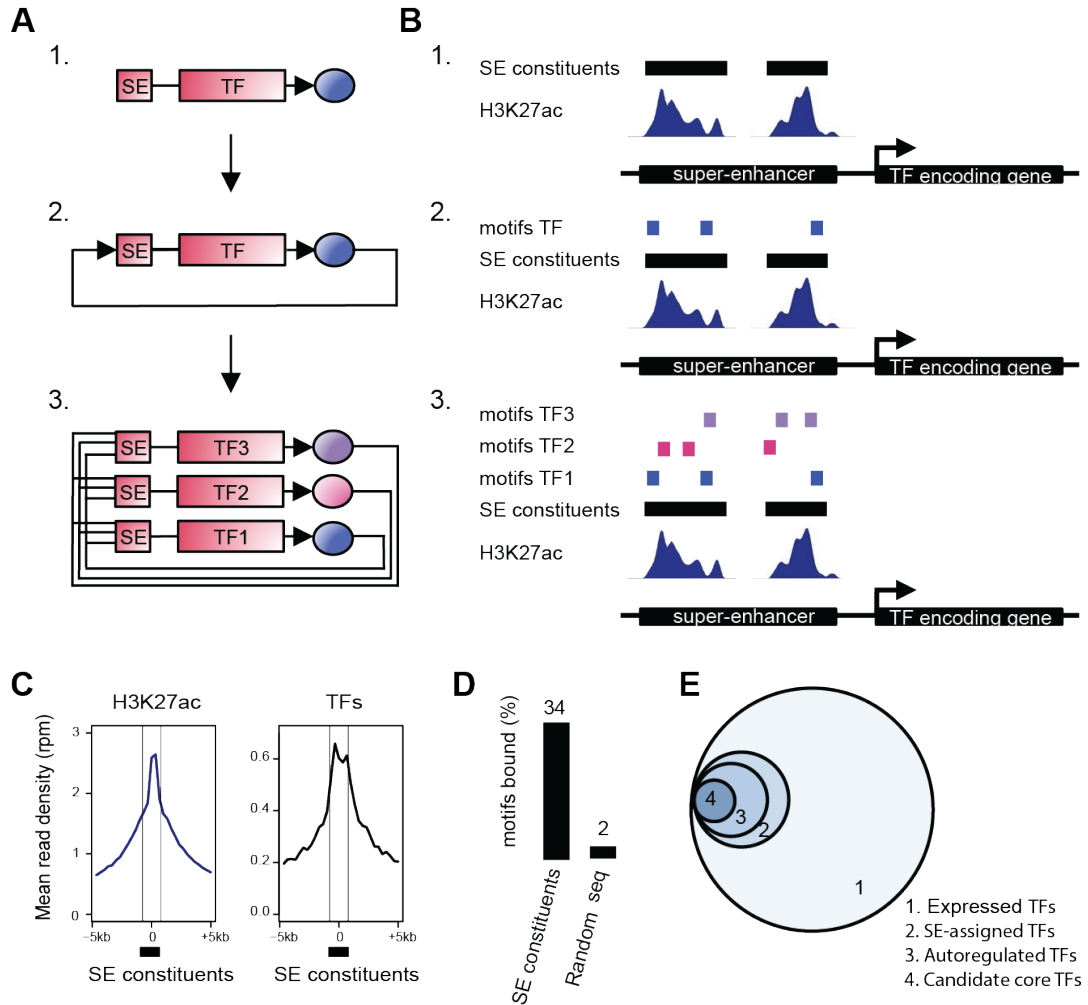 A
1.
SE TF
2.
SE TF
3.
SE TF3
SE TF2
SE TF1
B
1.
SE constituents
H3K27ac
super-enhancer TF encoding gene
2.
motifs TF
SE constituents
H3K27ac
super-enhancer TF encoding gene
3.
motifs TF3
motifs TF2
motifs TF1
SE constituents
H3K27ac
super-enhancer TF encoding gene
C
H3K27ac
Mean read density (rpm)
3
2
1
0
−5kb 0 +5kb
SE constituents
TFs
0.6
0.4
0.2
0.0
−5kb 0 +5kb
SE constituents
D
motifs bound (%)
34
2
SE constituents
Random seq
E
4
3
2
1
1. Expressed TFs
2. SE-assigned TFs
3. Autoregulated TFs
4. Candidate core TFs